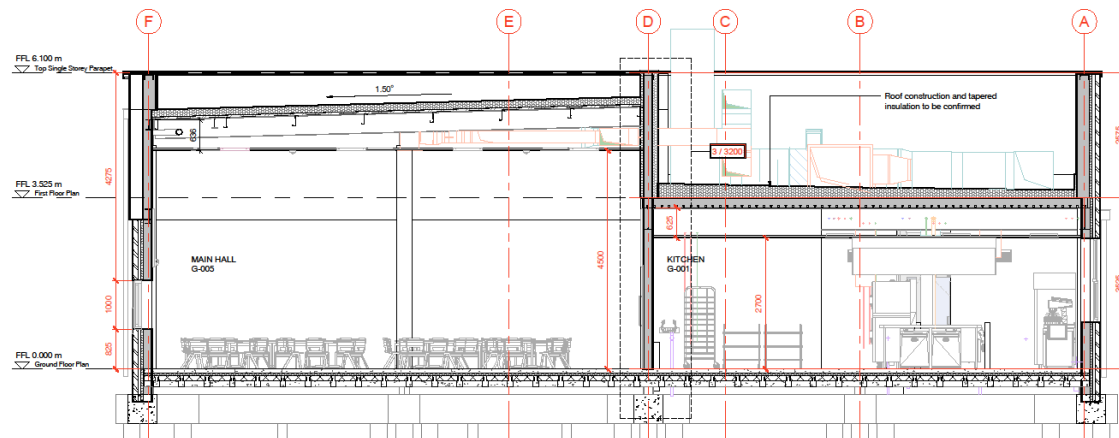 F
E
D
C
B
A
FFL 6.100 m
Top Single Storey Parapet
1.50°
Roof construction and tapered
insulation to be confirmed
636
3 / 3200
4275
FFL 3.525 m
First Floor Plan
625
MAIN HALL
G-005
4500
KITCHEN
G-001
2700
1000
825
FFL 0.000 m
Ground Floor Plan